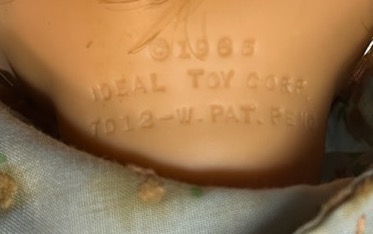 ©1965
IDEAL TOY CORP.
TD12-W. PAT. PEND